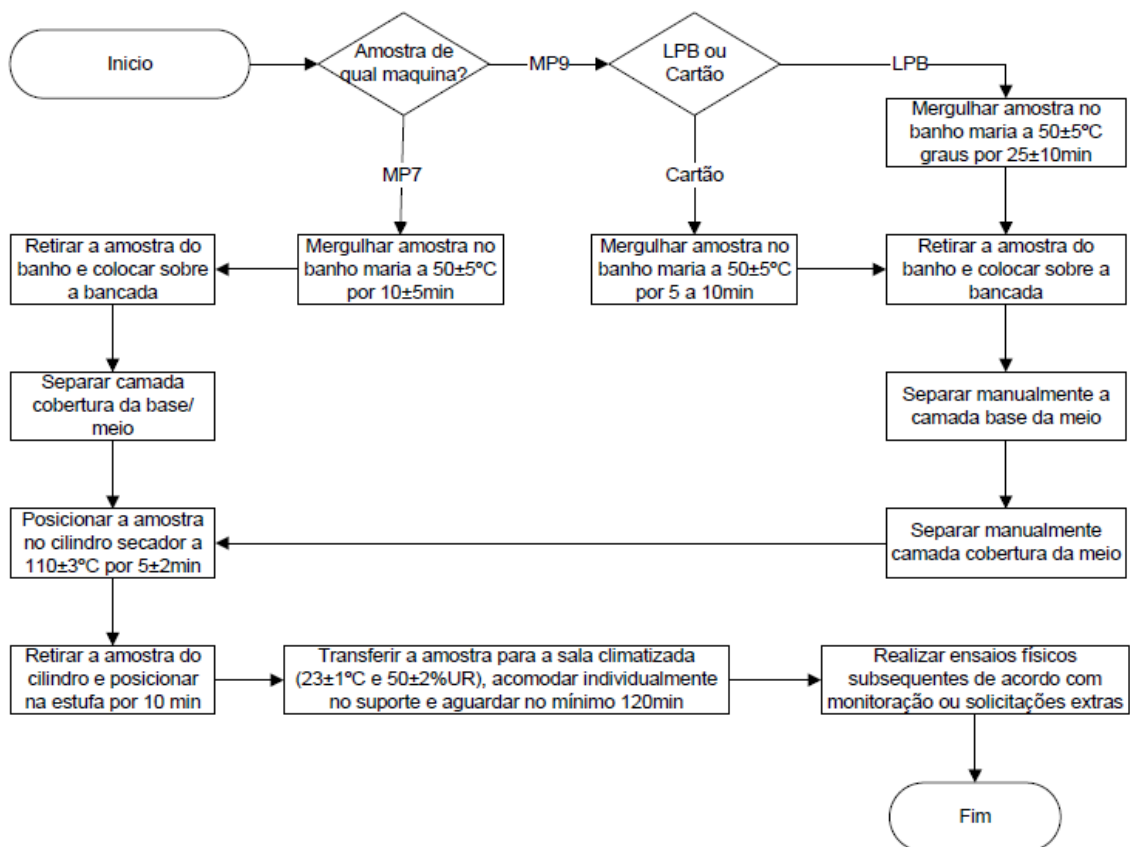 Inicio
Amostra de
qual maquina?
MP9
LPB ou
Cartão
LPB
Mergulhar amostra no
banho maria a 50±5ºC
graus por 25±10min
MP7
Cartão
Retirar a amostra do
banho e colocar sobre
a bancada
Mergulhar amostra no
banho maria a 50±5ºC
por 10±5min
Mergulhar amostra no
banho maria a 50±5ºC
por 5 a 10min
Retirar a amostra do
banho e colocar sobre a
bancada
Separar camada
cobertura da base/
meio
Separar manualmente a
camada base da meio
Posicionar a amostra
no cilindro secador a
110±3ºC por 5±2min
Separar manualmente
camada cobertura da meio
Retirar a amostra do
cilindro e posicionar
na estufa por 10 min
Transferir a amostra para a sala climatizada
(23±1ºC e 50±2%UR), acomodar individualmente
no suporte e aguardar no mínimo 120min
Realizar ensaios físicos
subsequentes de acordo com
monitoração ou solicitações extras
Fim